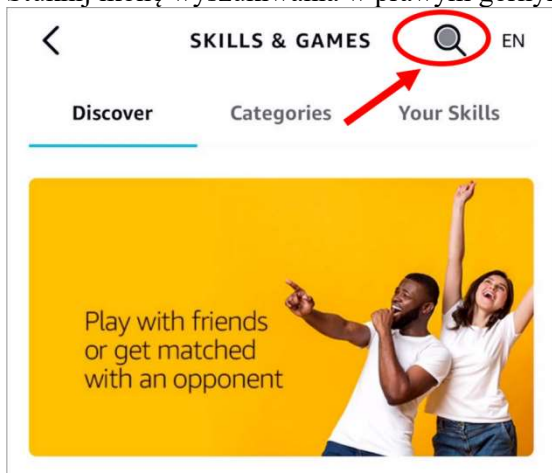 SKILLS & GAMES EN
Discover Categories Your Skills
Play with friends
or get matched
with an opponent